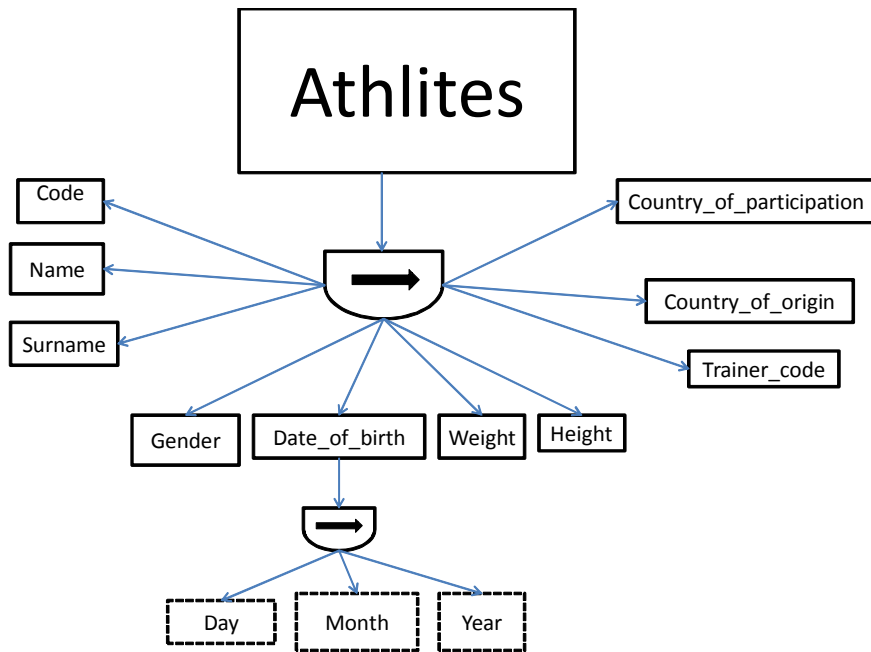 Athlites
Code
Country_of_participation
Name
Country_of_origin
Surname
Trainer_code
Gender
Date_of_birth
Weight
Height
Day
Month
Year